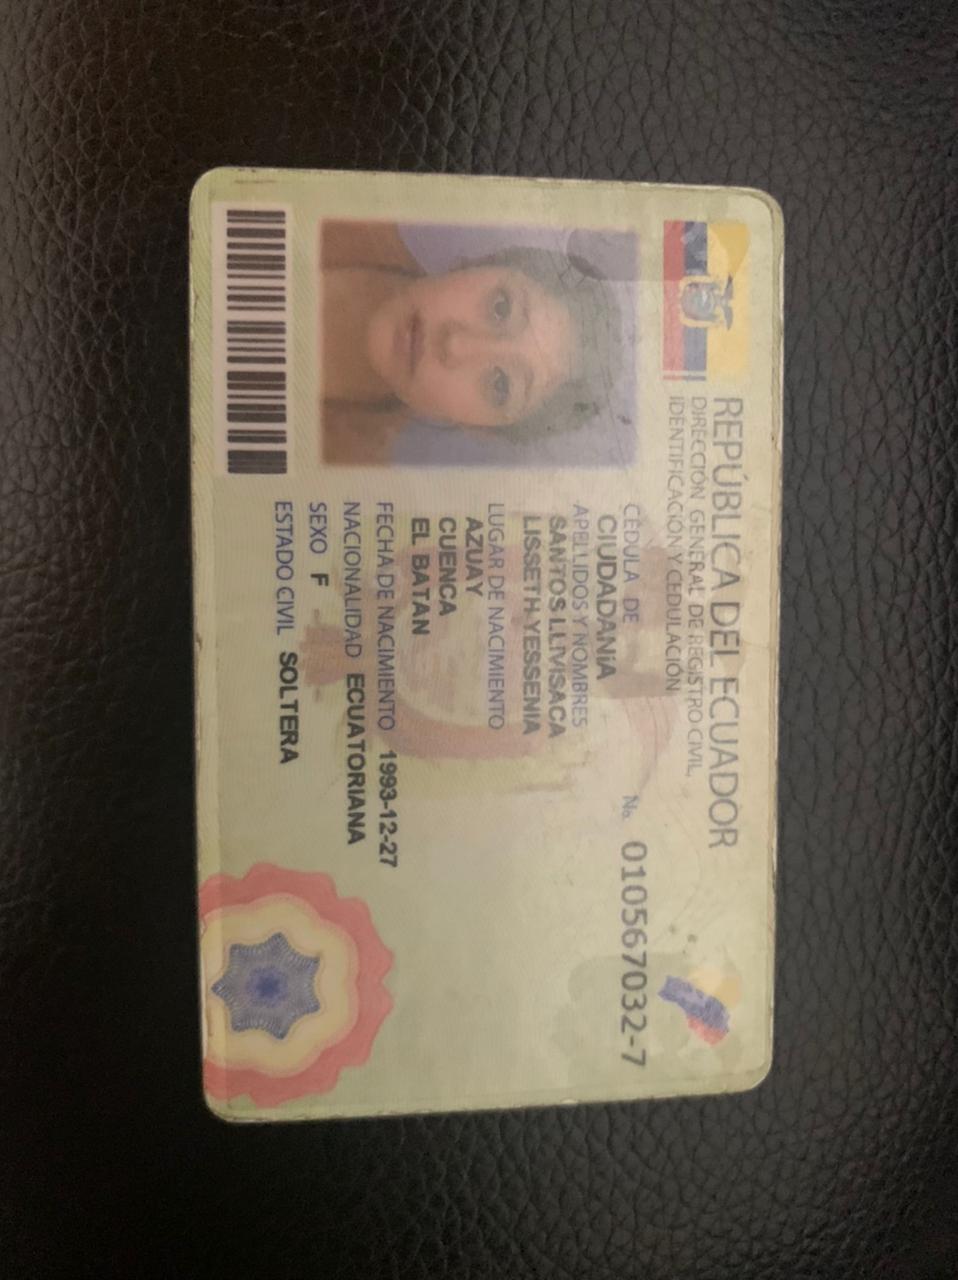 REPÚBLICA DEL ECUADOR
DIRECCIÓN GENERAL DE REGISTRO CIVIL,
IDENTIFICACIÓN Y CEDULACIÓN
CÉDULA DE No. 010567032-7
CIUDADANÍA
APELLIDOS Y NOMBRES
SANTOS LLIVISACA
LISSETH YESSENIA
LUGAR DE NACIMIENTO
AZUAY
CUENCA
EL BATAN
FECHA DE NACIMIENTO 1993-12-27
NACIONALIDAD ECUATORIANA
SEXO F
ESTADO CIVIL SOLTERA